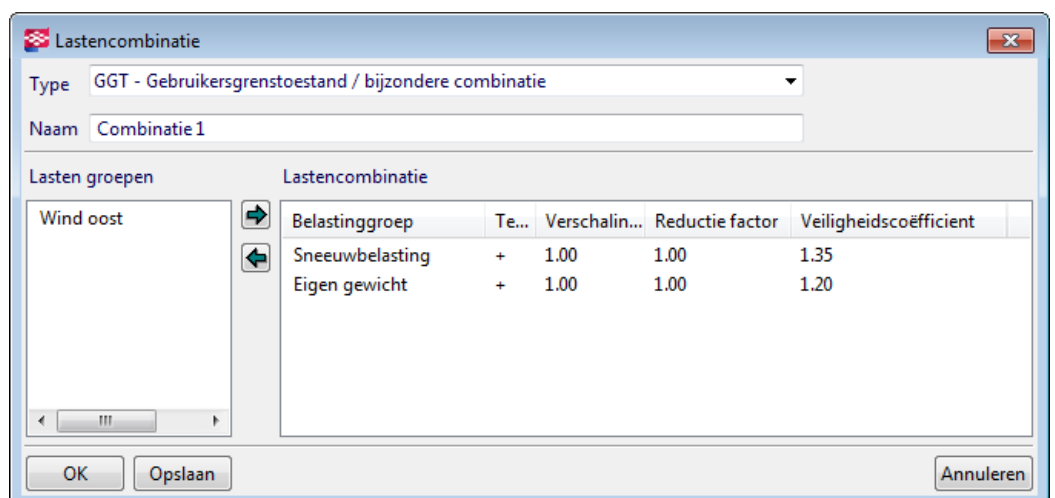 Lastencombinatie
Type GGT - Gebruikersgrenstoestand / bijzondere combinatie
Naam Combinatie 1
Lasten groepen Lastencombinatie
Wind oost
Belastinggroep Te... Verschalin... Reductie factor Veiligheidscoëfficient
Sneeuwbelasting + 1.00 1.00 1.35
Eigen gewicht + 1.00 1.00 1.20
OK Opslaan Annuleren